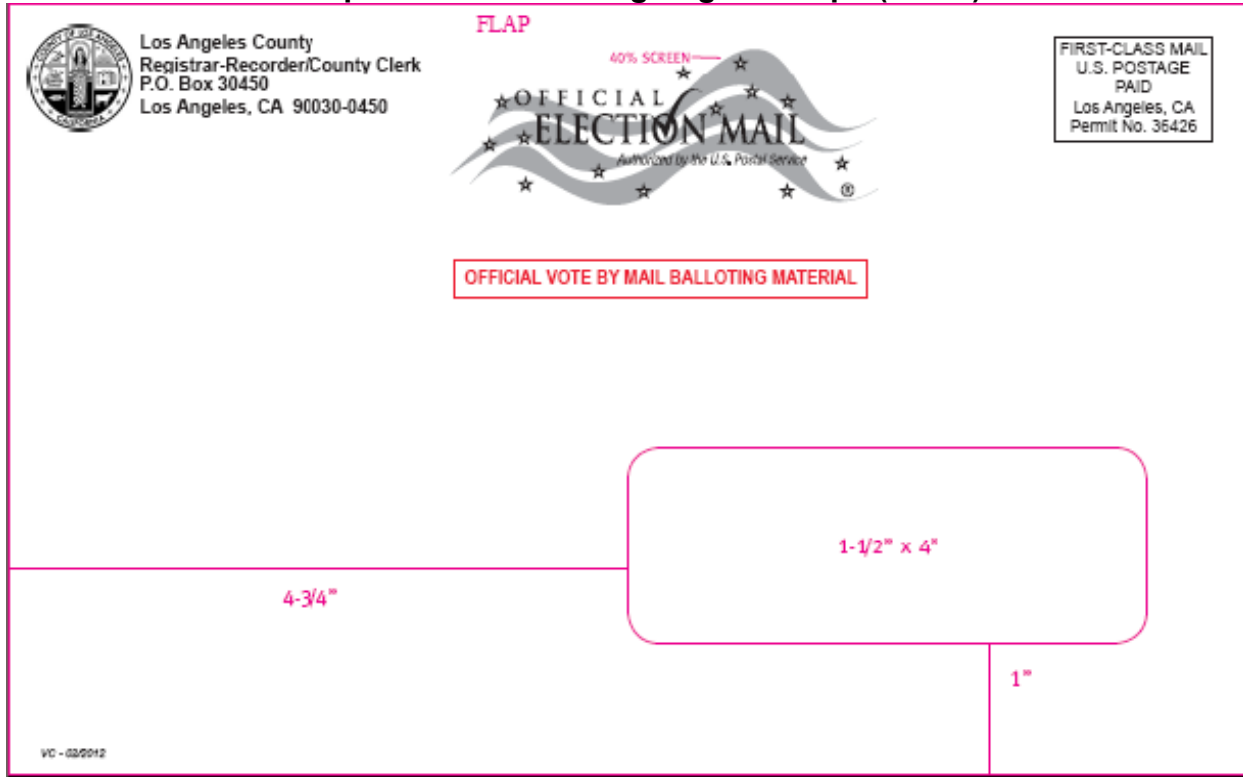 FLAP
Los Angeles County
Registrar-Recorder/County Clerk
P.O. Box 30450
Los Angeles, CA 90030-0450
40% SCREEN
OFFICIAL
ELECTION MAIL
Authorized by the U.S. Postal Service
®
FIRST-CLASS MAIL
U.S. POSTAGE
PAID
Los Angeles, CA
Permit No. 36426
OFFICIAL VOTE BY MAIL BALLOTING MATERIAL
1-1/2" x 4"
4-3/4"
1"
VC - 02/2012